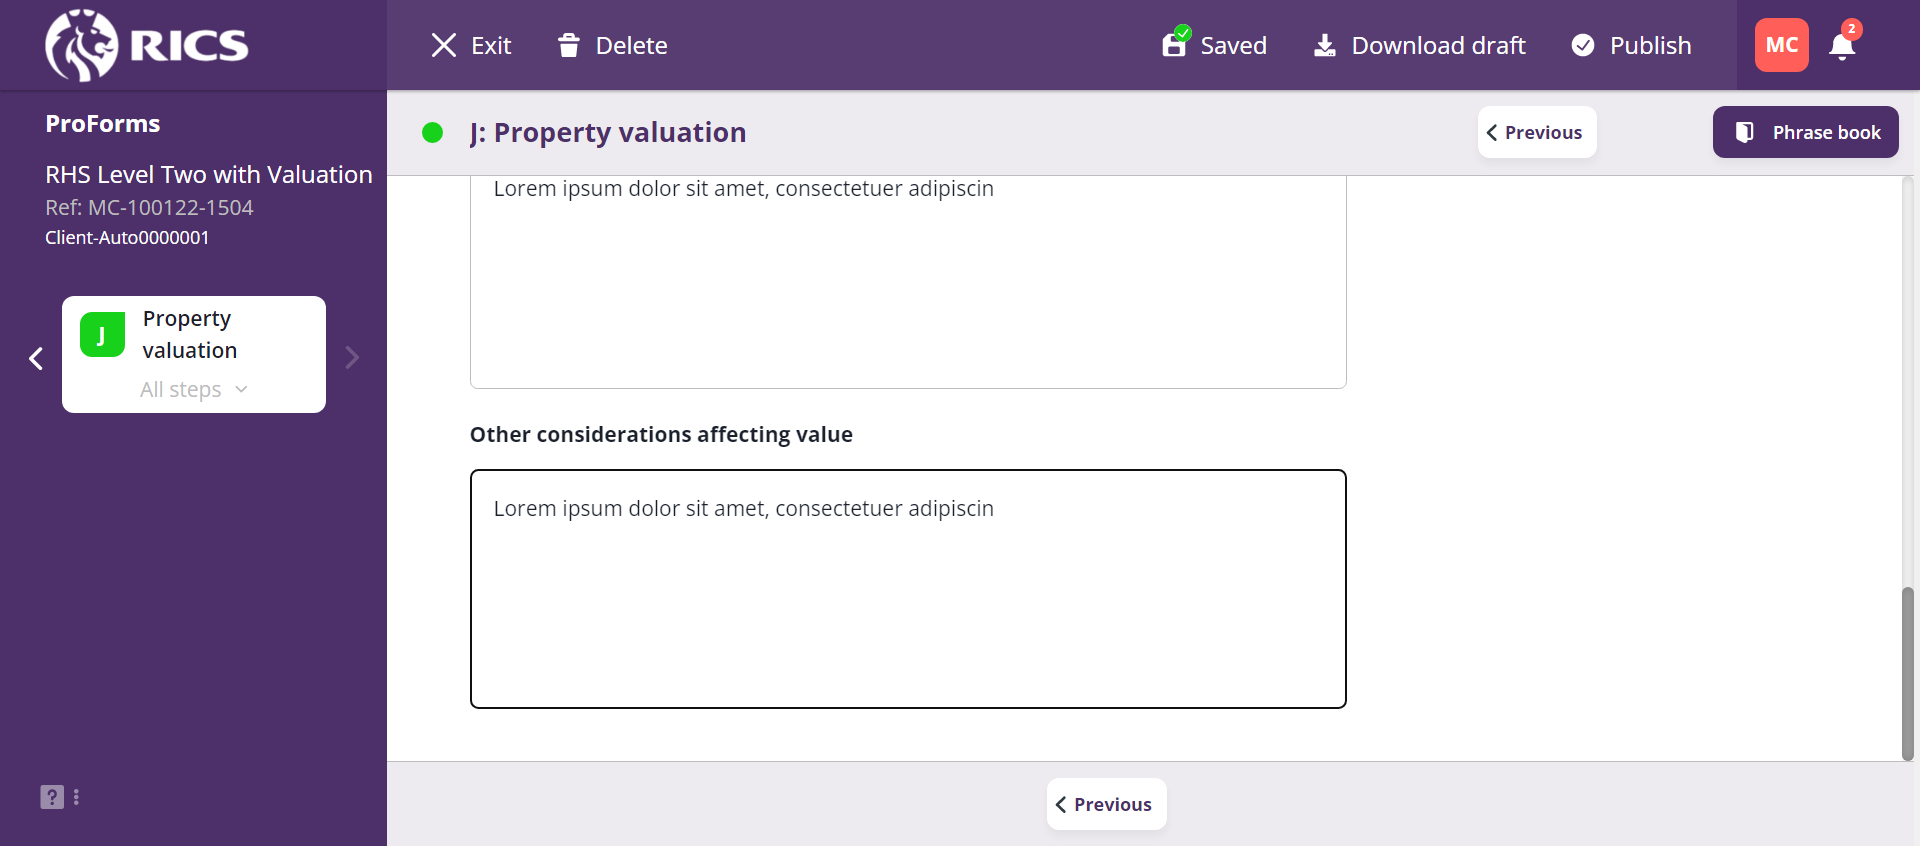 RICS
Exit
Delete
Saved
Download draft
Publish
MC
2
ProForms
RHS Level Two with Valuation
Ref: MC-100122-1504
Client-Auto0000001
J
Property
valuation
All steps
J: Property valuation
Previous
Phrase book
Lorem ipsum dolor sit amet, consectetuer adipiscin
Other considerations affecting value
Lorem ipsum dolor sit amet, consectetuer adipiscin
?
Previous